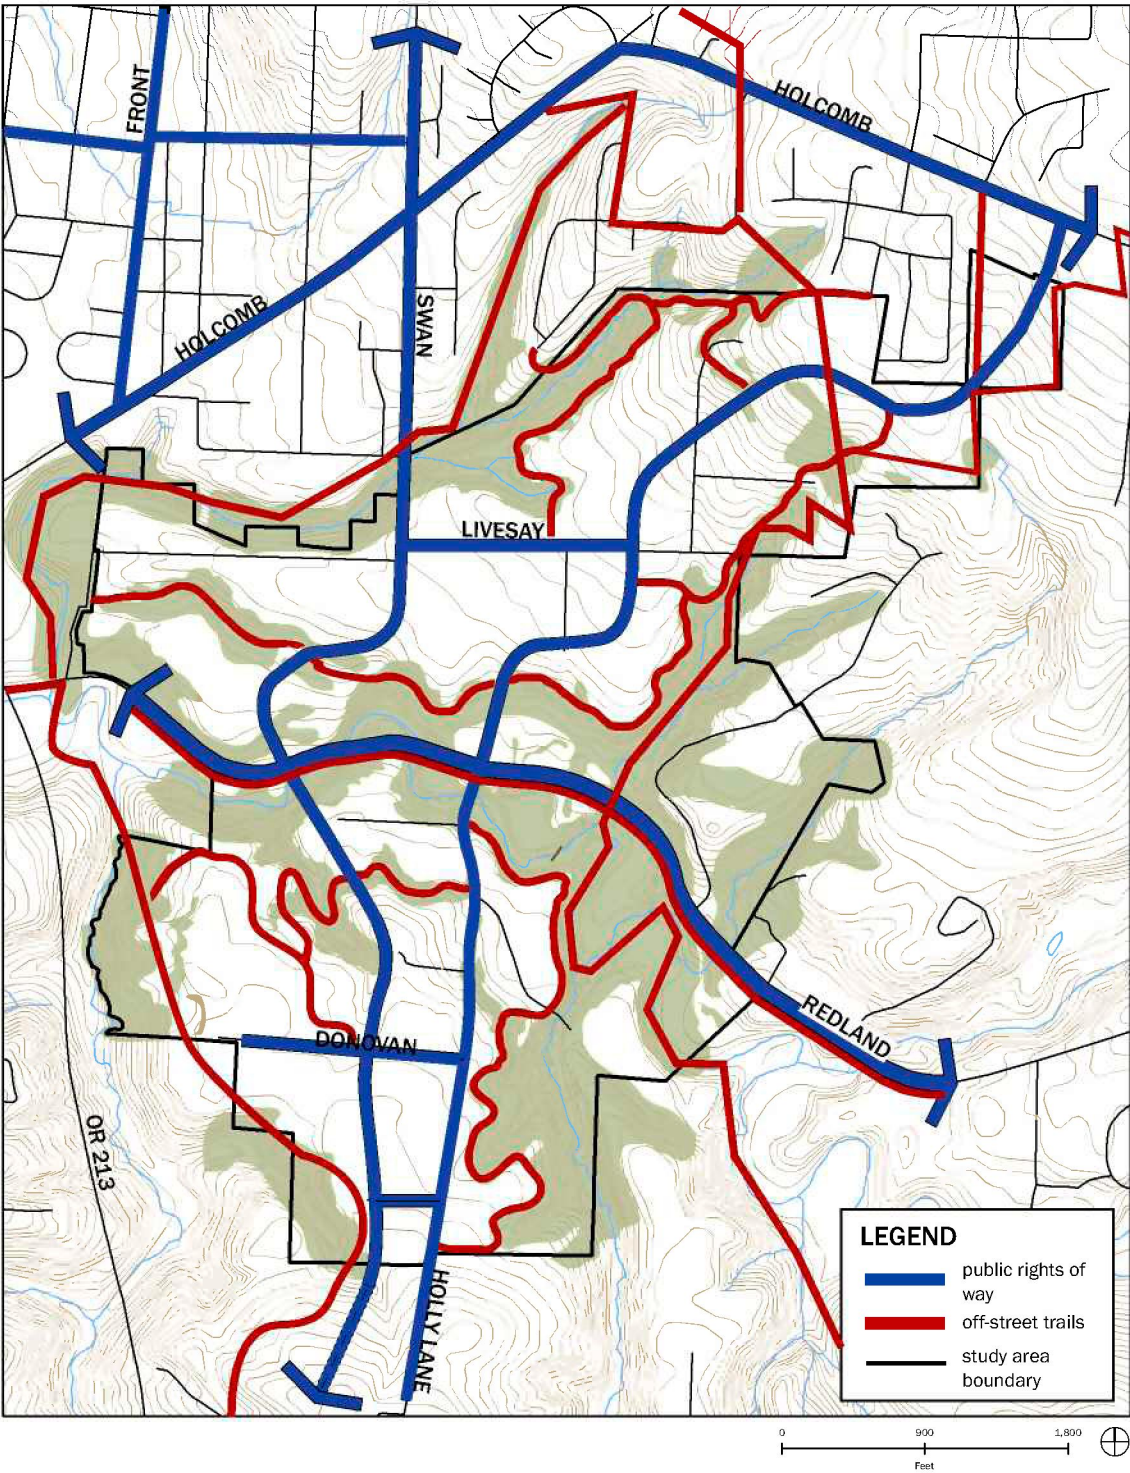 FRONT
HOLCOMB
HOLCOMB
SWAN
LIVESAY
REDLAND
DONOVAN
OR 213
HOLLY LANE
LEGEND
public rights of
way
off-street trails
study area
boundary
0 900 1,800
Feet